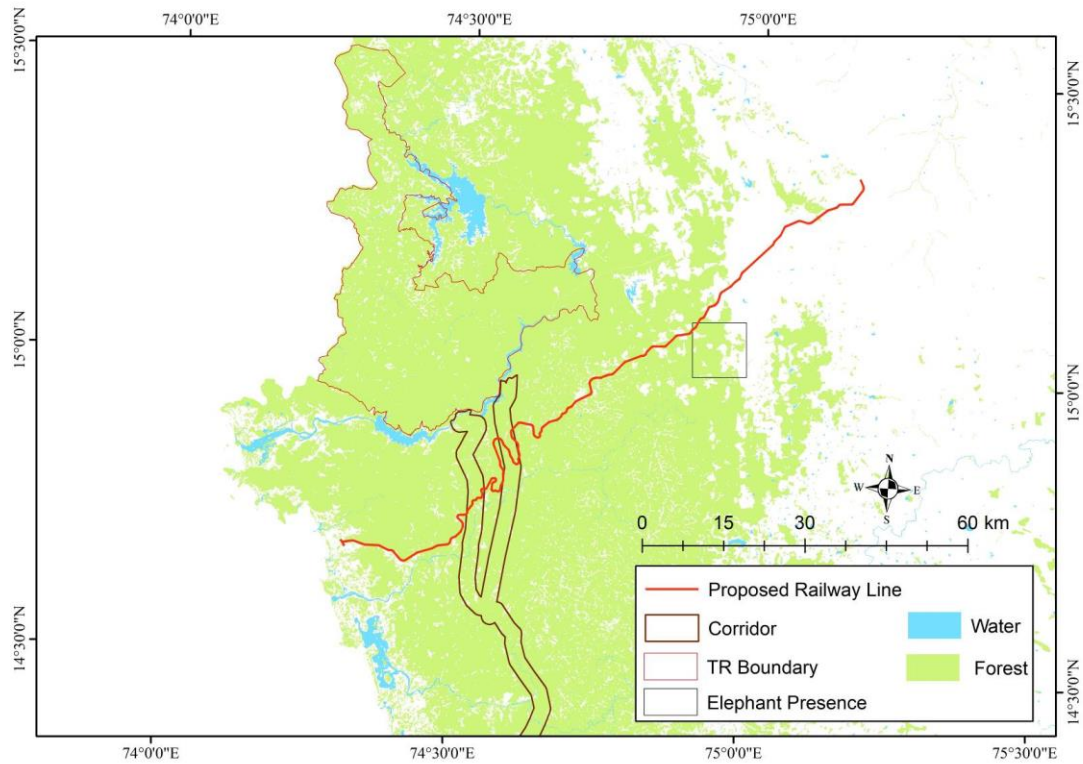 74°0'0"E 74°30'0"E 75°0'0"E
15°30'0"N
15°30'0"N
15°0'0"N
15°0'0"N
N
W E
S
0 15 30 60 km
Proposed Railway Line
Corridor
Water
TR Boundary
Forest
Elephant Presence
14°30'0"N
14°30'0"N
74°0'0"E 74°30'0"E 75°0'0"E 75°30'0"E